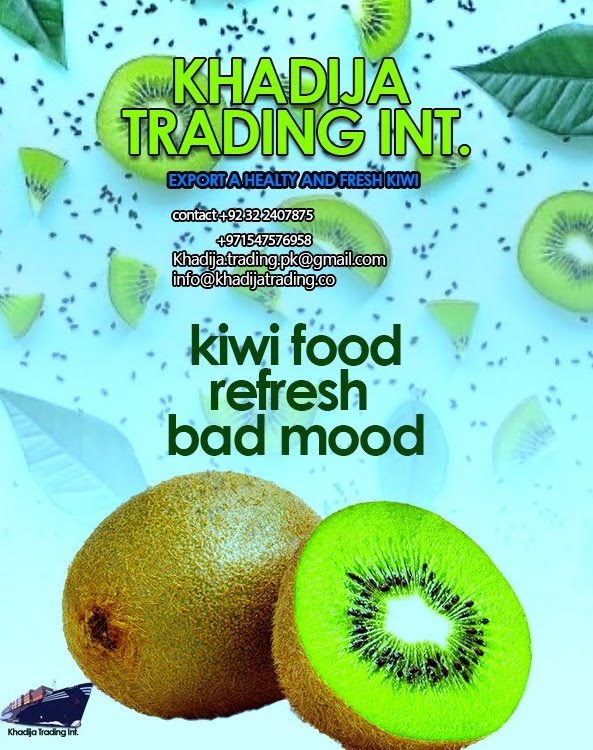 KHADIJA
TRADING INT.
EXPORT A HEALTY AND FRESH KIWI
contact +92 32 2407875
+971547576958
Khadija.trading.pk@gmail.com
info@khadijatrading.co
kiwi food
refresh
bad mood
Khadija Trading Int.